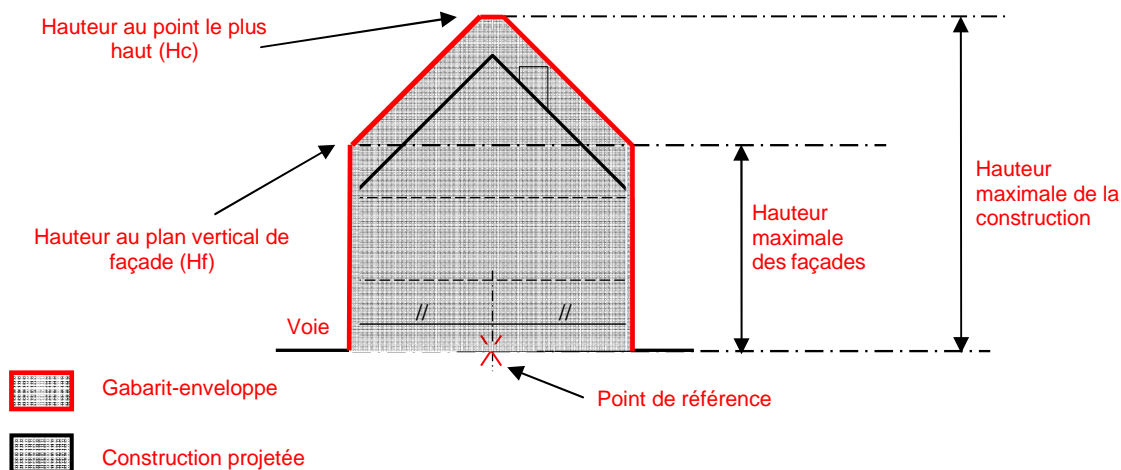 Hauteur au point le plus
haut (Hc)
Hauteur au plan vertical de
façade (Hf)
Hauteur
maximale
des façades
Hauteur
maximale de la
construction
Voie
//
//
Point de référence
Gabarit-enveloppe
Construction projetée